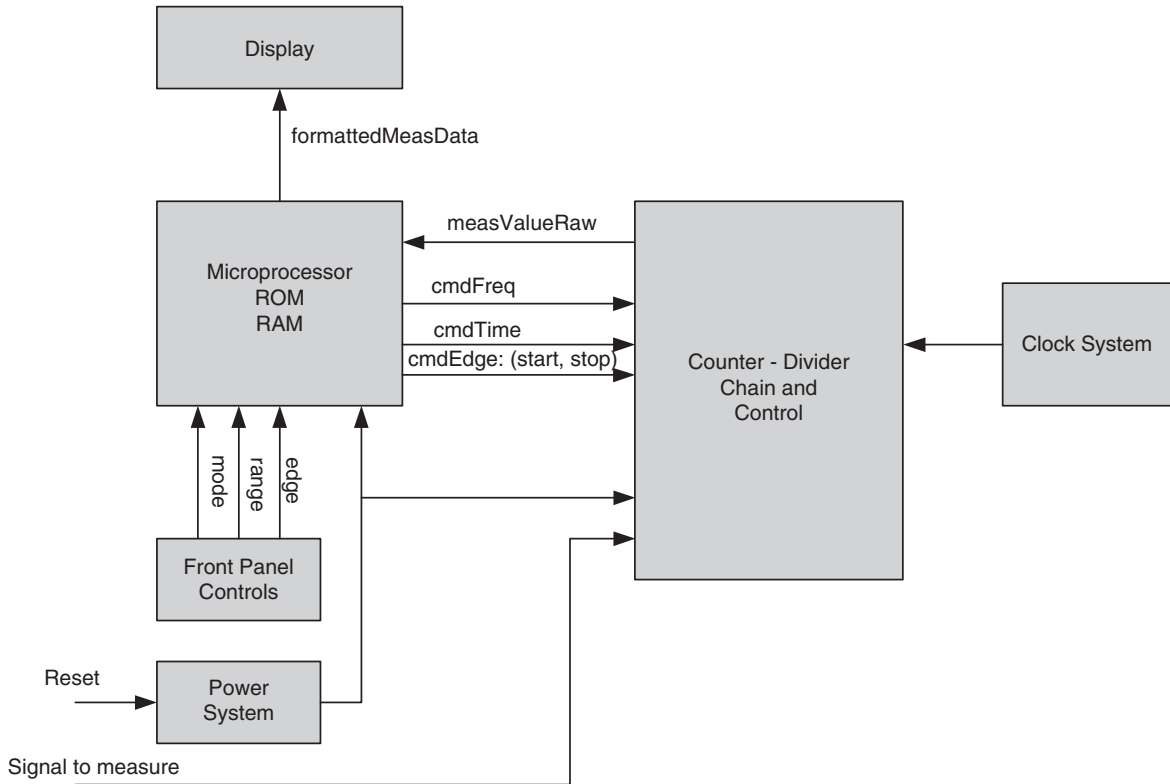 Display
formattedMeasData
measValueRaw
Microprocessor
ROM
RAM
cmdFreq
cmdTime
cmdEdge: (start, stop)
Counter - Divider
Chain and
Control
Clock System
mode
range
edge
Front Panel
Controls
Reset
Power
System
Signal to measure